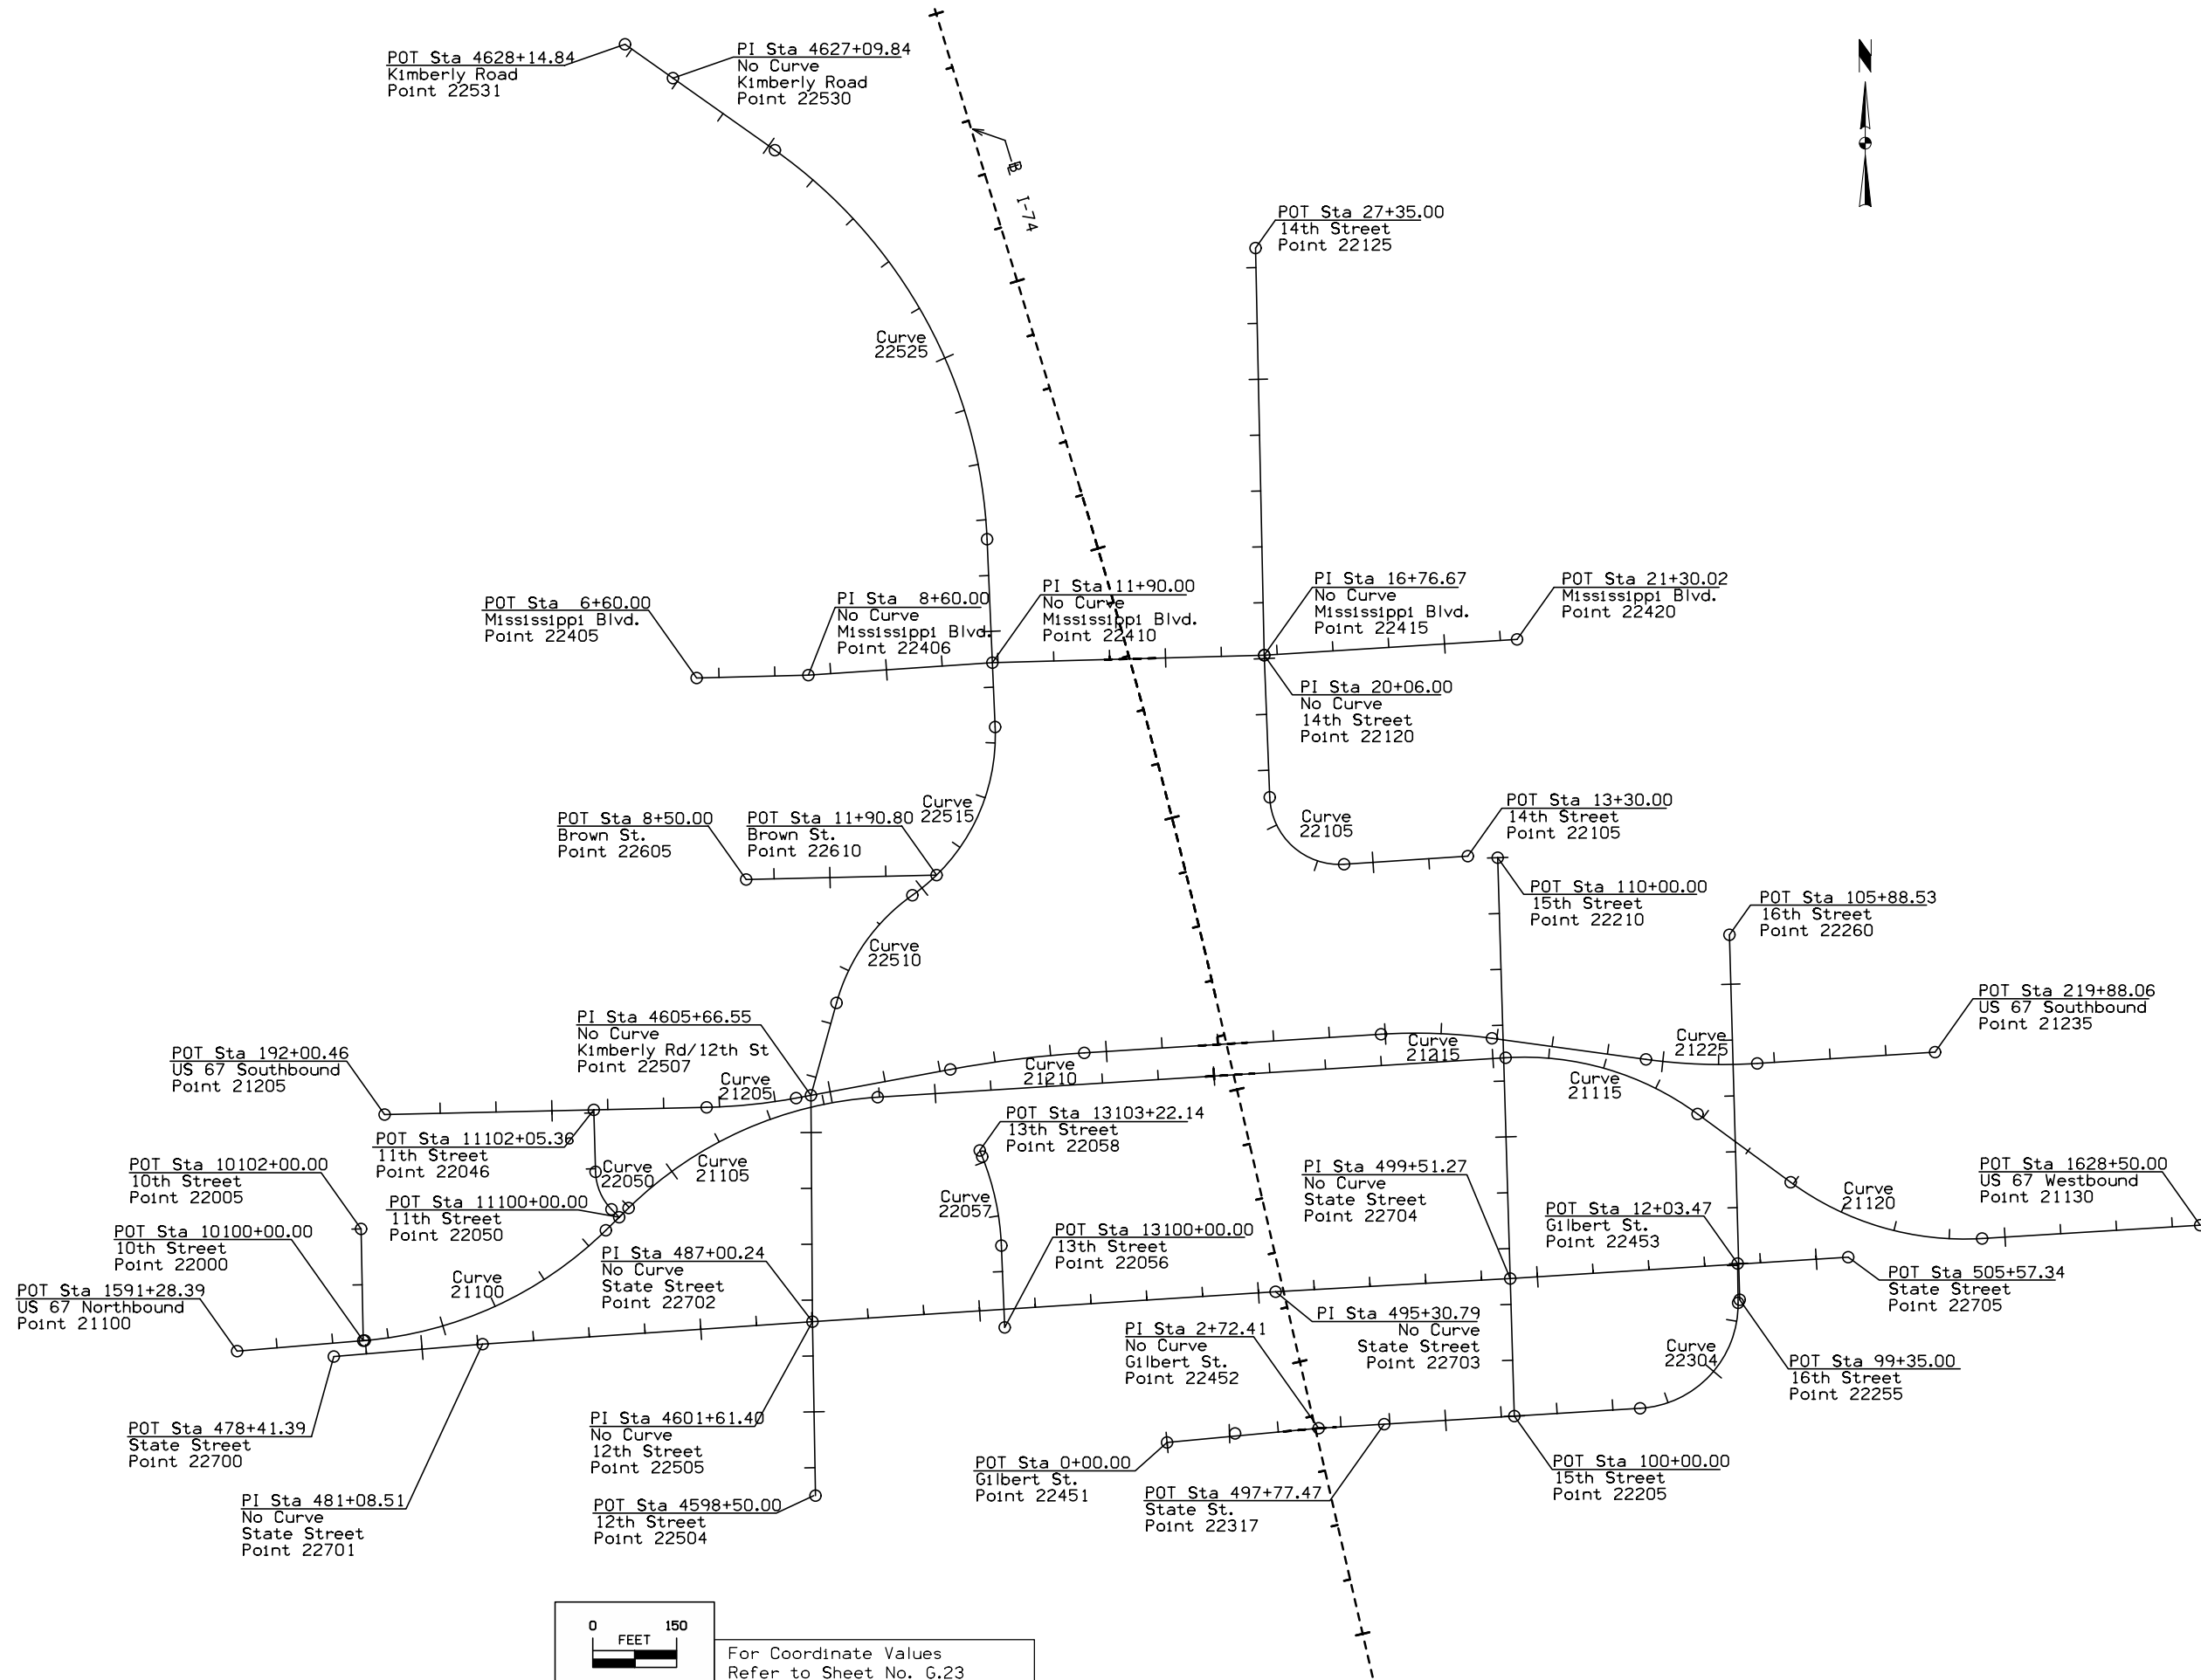 N
POT Sta 4628+14.84
Kimberly Road
Point 22531
PI Sta 4627+09.84
No Curve
Kimberly Road
Point 22530
B I-74
POT Sta 27+35.00
14th Street
Point 22125
Curve
22525
POT Sta 6+60.00
Mississippi Blvd.
Point 22405
PI Sta 8+60.00
No Curve
Mississippi Blvd.
Point 22406
PI Sta 11+90.00
No Curve
Mississippi Blvd.
Point 22410
PI Sta 16+76.67
No Curve
Mississippi Blvd.
Point 22415
POT Sta 21+30.02
Mississippi Blvd.
Point 22420
PI Sta 20+06.00
No Curve
14th Street
Point 22120
POT Sta 8+50.00
Brown St.
Point 22605
POT Sta 11+90.80
Brown St.
Point 22610
Curve
22515
Curve
22105
POT Sta 13+30.00
14th Street
Point 22105
POT Sta 110+00.00
15th Street
Point 22210
POT Sta 105+88.53
16th Street
Point 22260
Curve
22510
POT Sta 219+88.06
US 67 Southbound
Point 21235
PI Sta 4605+66.55
No Curve
Kimberly Rd/12th St
Point 22507
POT Sta 192+00.46
US 67 Southbound
Point 21205
Curve
21205
Curve
21210
Curve
21215
Curve
21225
Curve
21115
POT Sta 11102+05.36
11th Street
Point 22046
Curve
22050
Curve
21105
POT Sta 13103+22.14
13th Street
Point 22058
POT Sta 10102+00.00
10th Street
Point 22005
POT Sta 11100+00.00
11th Street
Point 22050
Curve
22057
PI Sta 499+51.27
No Curve
State Street
Point 22704
POT Sta 12+03.47
Gilbert St.
Point 22453
Curve
21120
POT Sta 1628+50.00
US 67 Westbound
Point 21130
POT Sta 10100+00.00
10th Street
Point 22000
POT Sta 13100+00.00
13th Street
Point 22056
PI Sta 487+00.24
No Curve
State Street
Point 22702
Curve
21100
POT Sta 1591+28.39
US 67 Northbound
Point 21100
POT Sta 505+57.34
State Street
Point 22705
PI Sta 495+30.79
No Curve
State Street
Point 22703
PI Sta 2+72.41
No Curve
Gilbert St.
Point 22452
Curve
22304
POT Sta 99+35.00
16th Street
Point 22255
POT Sta 478+41.39
State Street
Point 22700
PI Sta 4601+61.40
No Curve
12th Street
Point 22505
POT Sta 0+00.00
Gilbert St.
Point 22451
POT Sta 497+77.47
State St.
Point 22317
POT Sta 100+00.00
15th Street
Point 22205
PI Sta 481+08.51
No Curve
State Street
Point 22701
POT Sta 4598+50.00
12th Street
Point 22504
0 150
FEET
For Coordinate Values
Refer to Sheet No. G.23